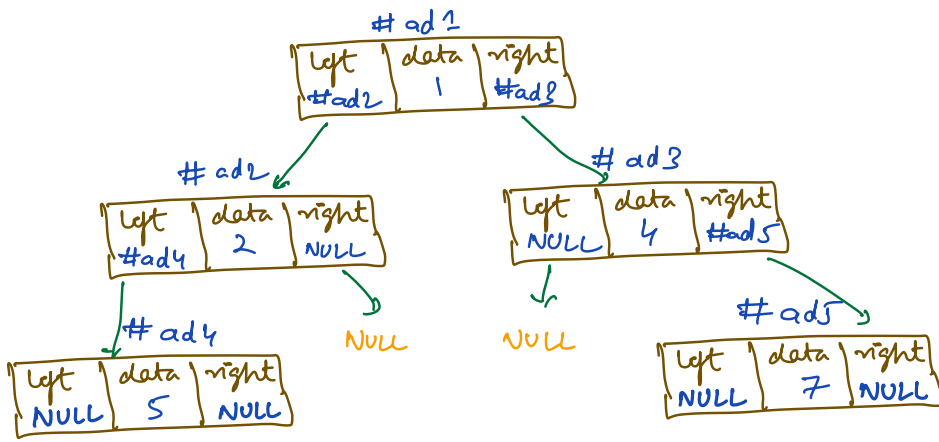 # ad1
left data right
#ad2 1 #ad3
# ad2
# ad3
left data right
#ad4 2 NULL
left data right
NULL 4 #ad5
NULL
NULL
# ad4
left data right
NULL 5 NULL
# ad5
left data right
NULL 7 NULL